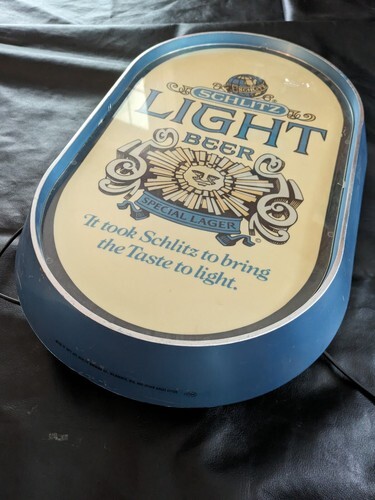 SCHLITZ
LIGHT
BEER
SPECIAL LAGER
It took Schlitz to bring
the Taste to light.